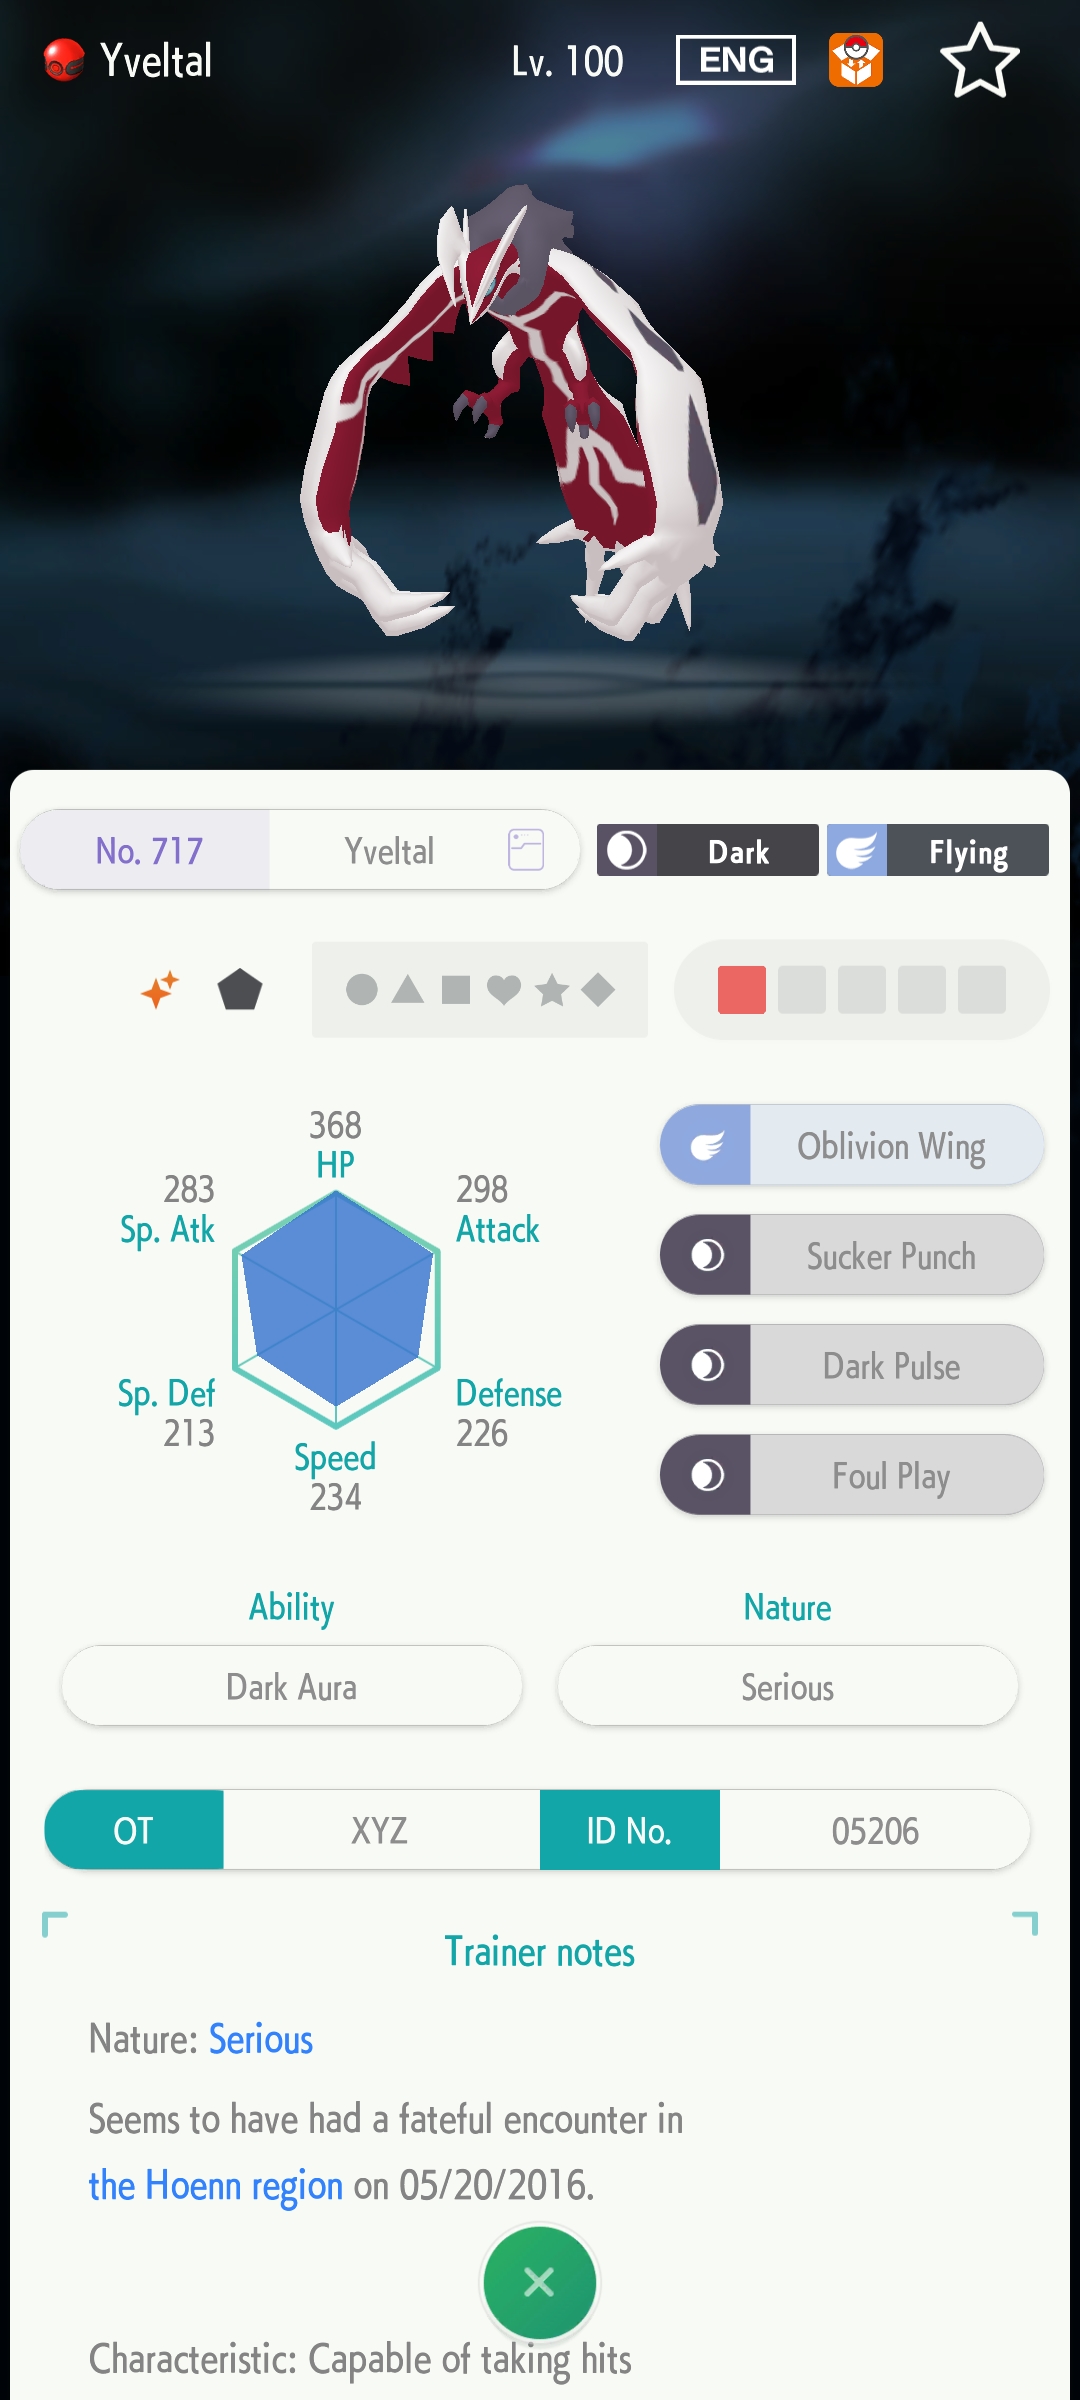 Yveltal Lv. 100 ENG
No. 717 Yveltal Dark Flying
368
HP
283
Sp. Atk
298
Attack
Sp. Def
213
Defense
226
Speed
234
Oblivion Wing
Sucker Punch
Dark Pulse
Foul Play
Ability
Dark Aura
Nature
Serious
OT XYZ ID No. 05206
Trainer notes
Nature: Serious
Seems to have had a fateful encounter in
the Hoenn region on 05/20/2016.
Characteristic: Capable of taking hits